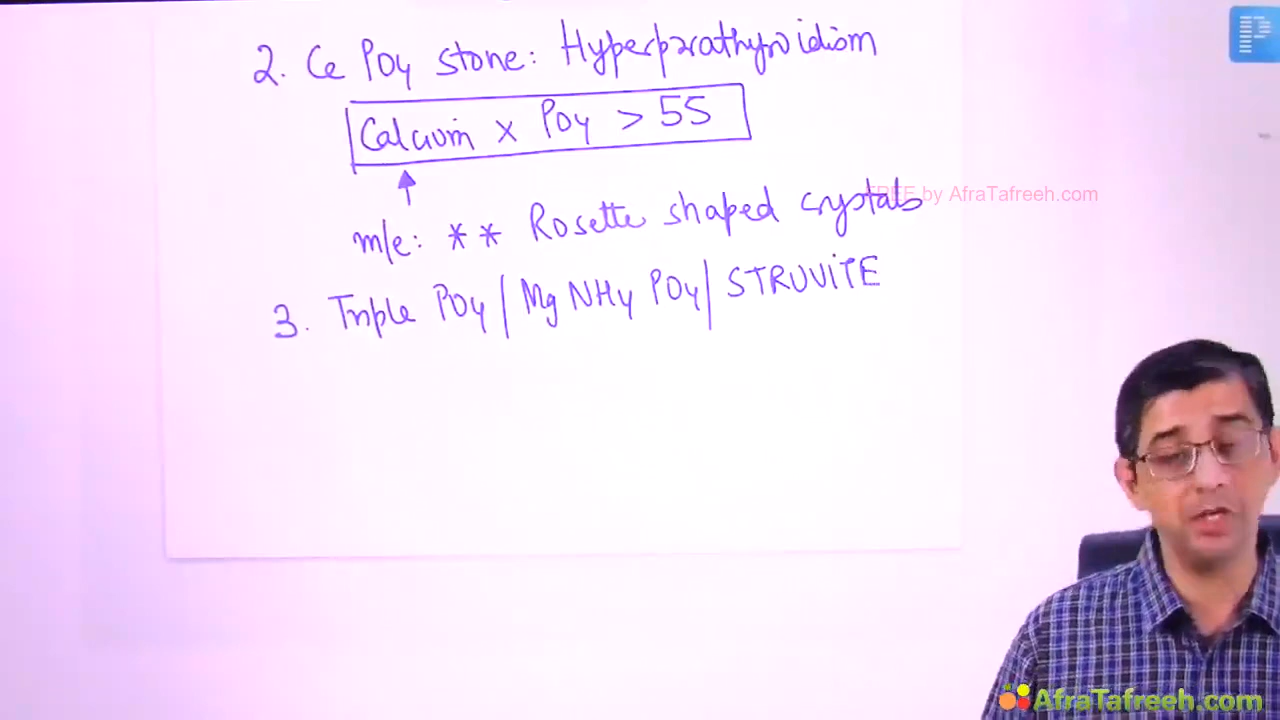 2. Ca PO4 stone: Hyperparathyroidism
Calcium x PO4 > 55
m/e: ** Rosette shaped crystals
FREE by AfraTafreeh.com
3. Triple PO4 / Mg NH4 PO4 / STRUVITE
P
AfraTafreeh.com